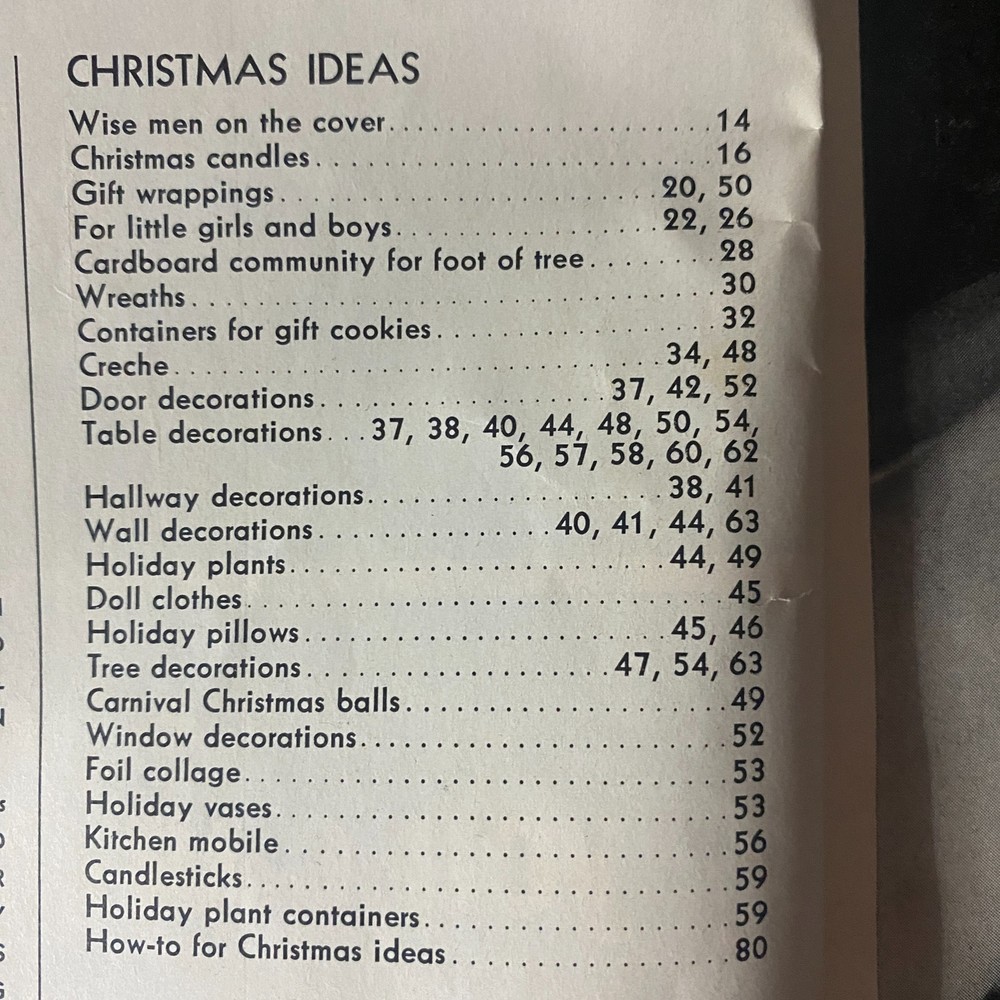 CHRISTMAS IDEAS
Wise men on the cover......................14
Christmas candles..........................16
Gift wrappings.........................20, 50
For little girls and boys.................22, 26
Cardboard community for foot of tree........28
Wreaths....................................30
Containers for gift cookies..................32
Creche................................34, 48
Door decorations...................37, 42, 52
Table decorations...37, 38, 40, 44, 48, 50, 54,
56, 57, 58, 60, 62
Hallway decorations....................38, 41
Wall decorations...............40, 41, 44, 63
Holiday plants.........................44, 49
Doll clothes................................45
Holiday pillows........................45, 46
Tree decorations...................47, 54, 63
Carnival Christmas balls.....................49
Window decorations.......................52
Foil collage................................53
Holiday vases..............................53
Kitchen mobile.............................56
Candlesticks...............................59
Holiday plant containers...................59
How-to for Christmas ideas.................80